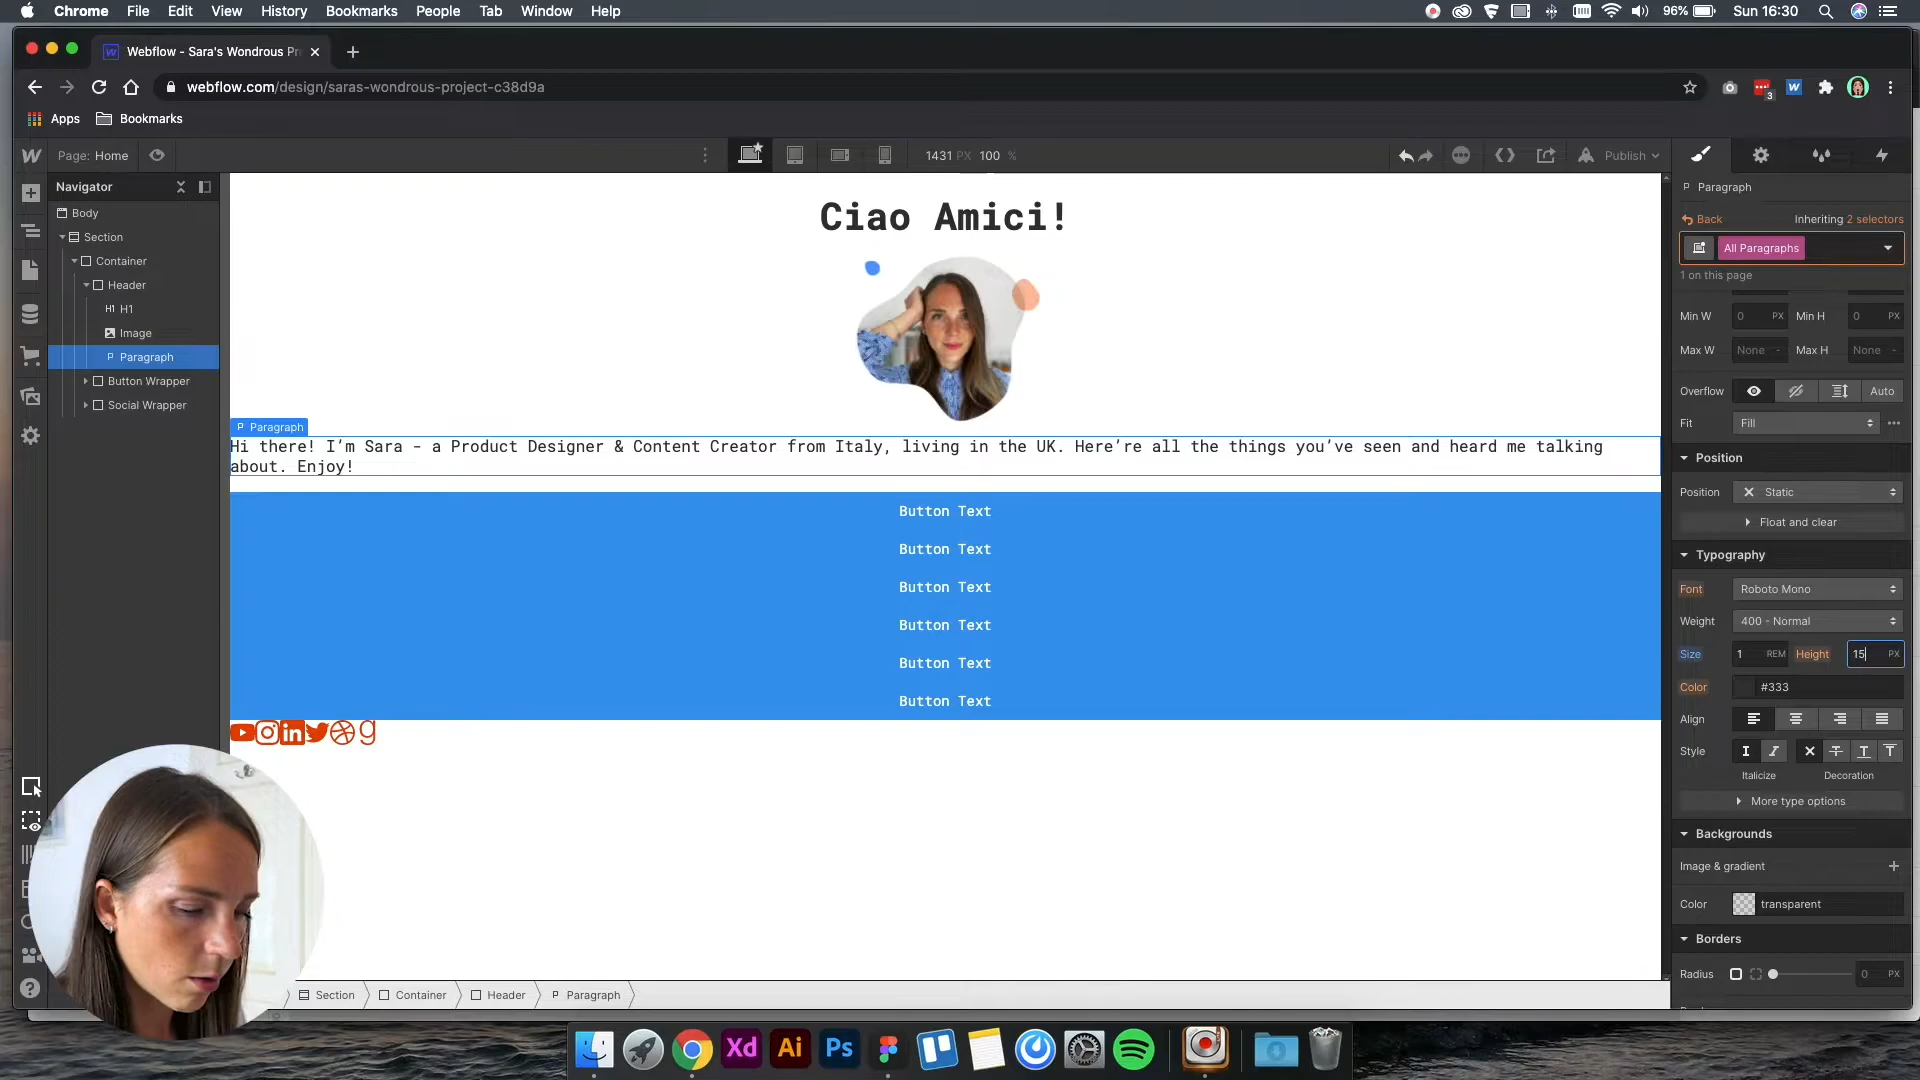 Chrome File Edit View History Bookmarks People Tab Window Help
96% Sun 16:30
Webflow - Sara's Wondrous Pr
webflow.com/design/saras-wondrous-project-c38d9a
3
Apps Bookmarks
Page: Home
1431 PX 100 %
Publish
Navigator
Body
Section
Container
Header
H1 H1
Image
Paragraph
Button Wrapper
Social Wrapper
Ciao Amici!
Paragraph
Hi there! I'm Sara - a Product Designer & Content Creator from Italy, living in the UK. Here're all the things you've seen and heard me talking
about. Enjoy!
Button Text
Button Text
Button Text
Button Text
Button Text
Button Text
Section Container Header Paragraph
Paragraph
Back Inheriting 2 selectors
All Paragraphs
1 on this page
Min W 0 PX Min H 0 PX
Max W None - Max H None -
Overflow Auto
Fit Fill
Position
Position Static
Float and clear
Typography
Font Roboto Mono
Weight 400 - Normal
Size 1 REM Height 15 PX
Color #333
Align
Style
Italicize Decoration
More type options
Backgrounds
Image & gradient
Color transparent
Borders
Radius 0 PX
Xd Ai Ps